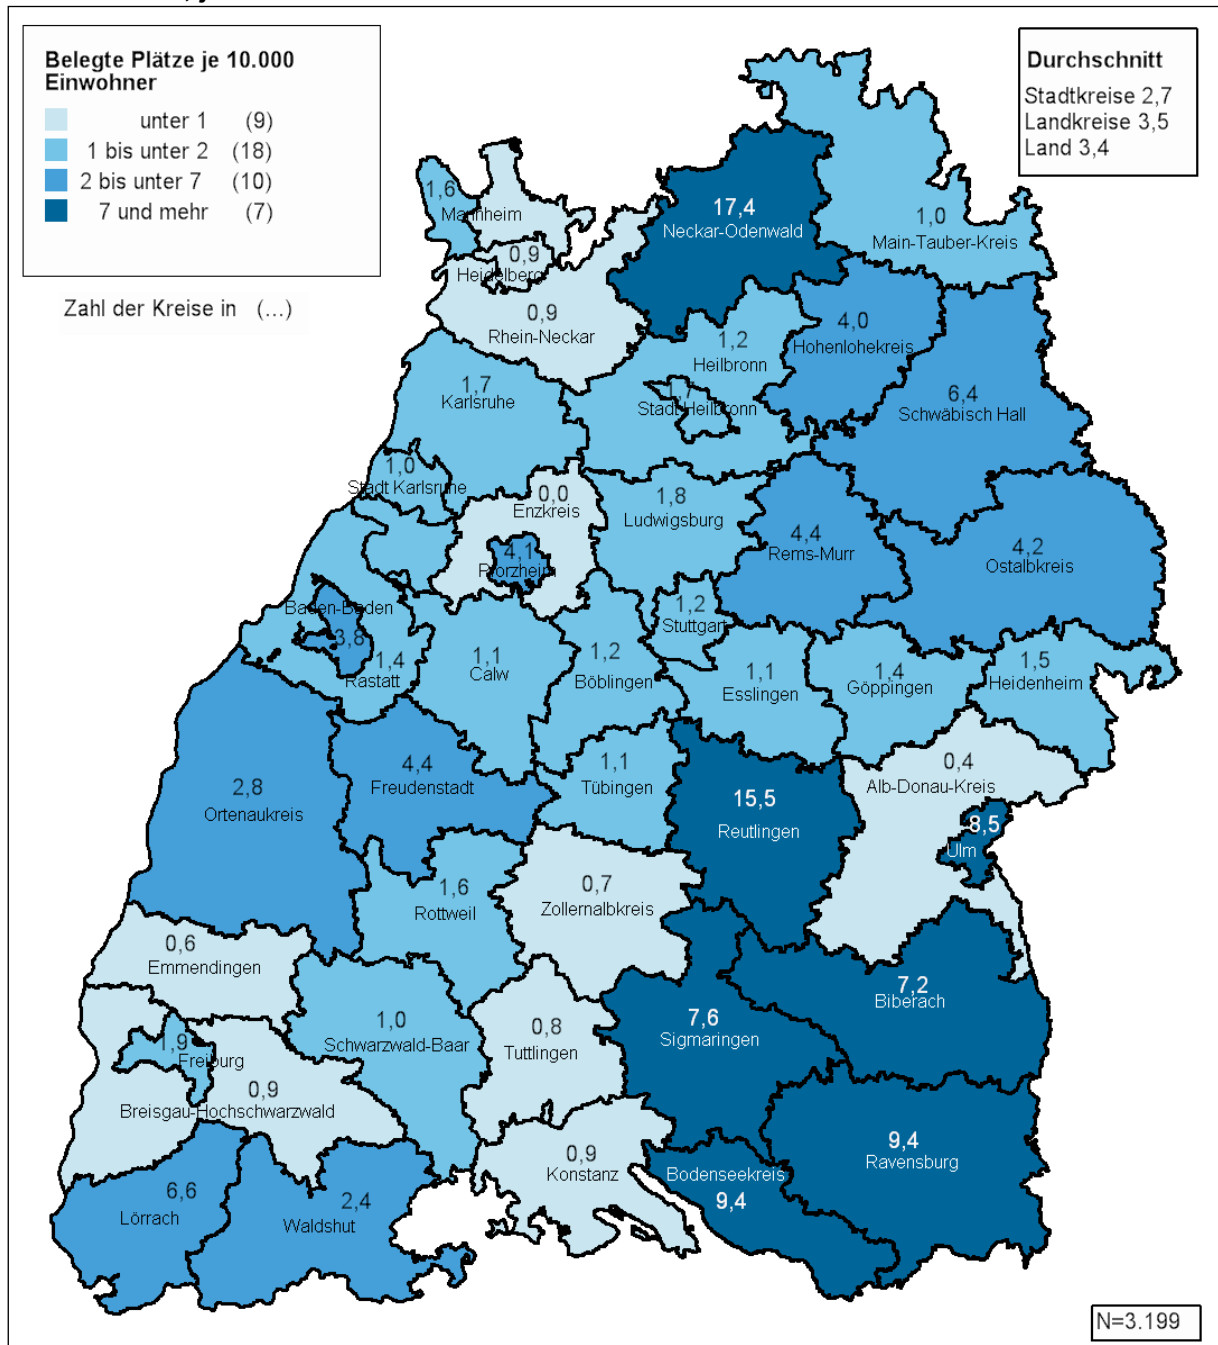 Belegte Plätze je 10.000
Einwohner
unter 1 (9)
1 bis unter 2 (18)
2 bis unter 7 (10)
7 und mehr (7)
Zahl der Kreise in (...)
Durchschnitt
Stadtkreise 2,7
Landkreise 3,5
Land 3,4
1,6
Mannheim
0,9
Heidelberg
0,9
Rhein-Neckar
17,4
Neckar-Odenwald
1,0
Main-Tauber-Kreis
1,2
Heilbronn
4,0
Hohenlohekreis
1,7
Karlsruhe
1,7
Stadt Heilbronn
6,4
Schwäbisch Hall
1,0
Stadt Karlsruhe
0,0
Enzkreis
1,8
Ludwigsburg
4,1
Pforzheim
4,4
Rems-Murr
4,2
Ostalbkreis
Baden-Baden
3,8
1,4
Rastatt
1,1
Calw
1,2
Böblingen
1,2
Stuttgart
1,1
Esslingen
1,4
Göppingen
1,5
Heidenheim
2,8
Ortenaukreis
4,4
Freudenstadt
1,1
Tübingen
15,5
Reutlingen
0,4
Alb-Donau-Kreis
8,5
Ulm
1,6
Rottweil
0,7
Zollernalbkreis
0,6
Emmendingen
1,9
Freiburg
0,9
Breisgau-Hochschwarzwald
1,0
Schwarzwald-Baar
0,8
Tuttlingen
7,6
Sigmaringen
7,2
Biberach
6,6
Lörrach
2,4
Waldshut
0,9
Konstanz
Bodenseekreis
9,4
9,4
Ravensburg
N=3.199